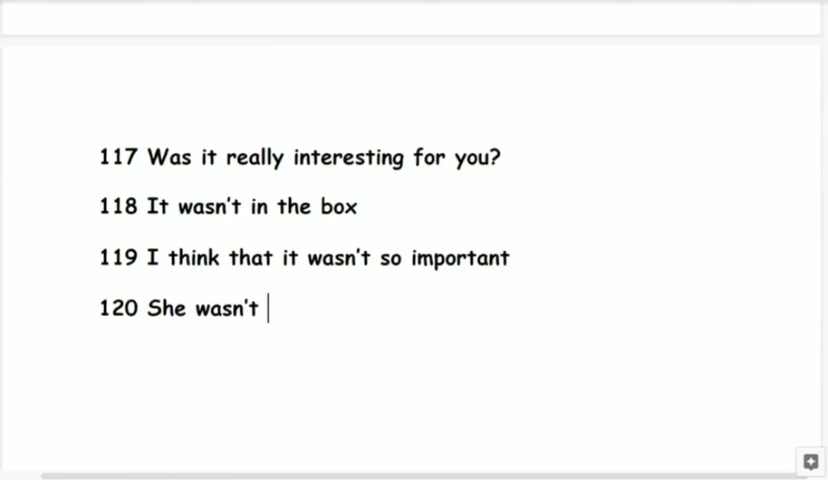 117 Was it really interesting for you?
118 It wasn't in the box
119 I think that it wasn't so important
120 She wasn't